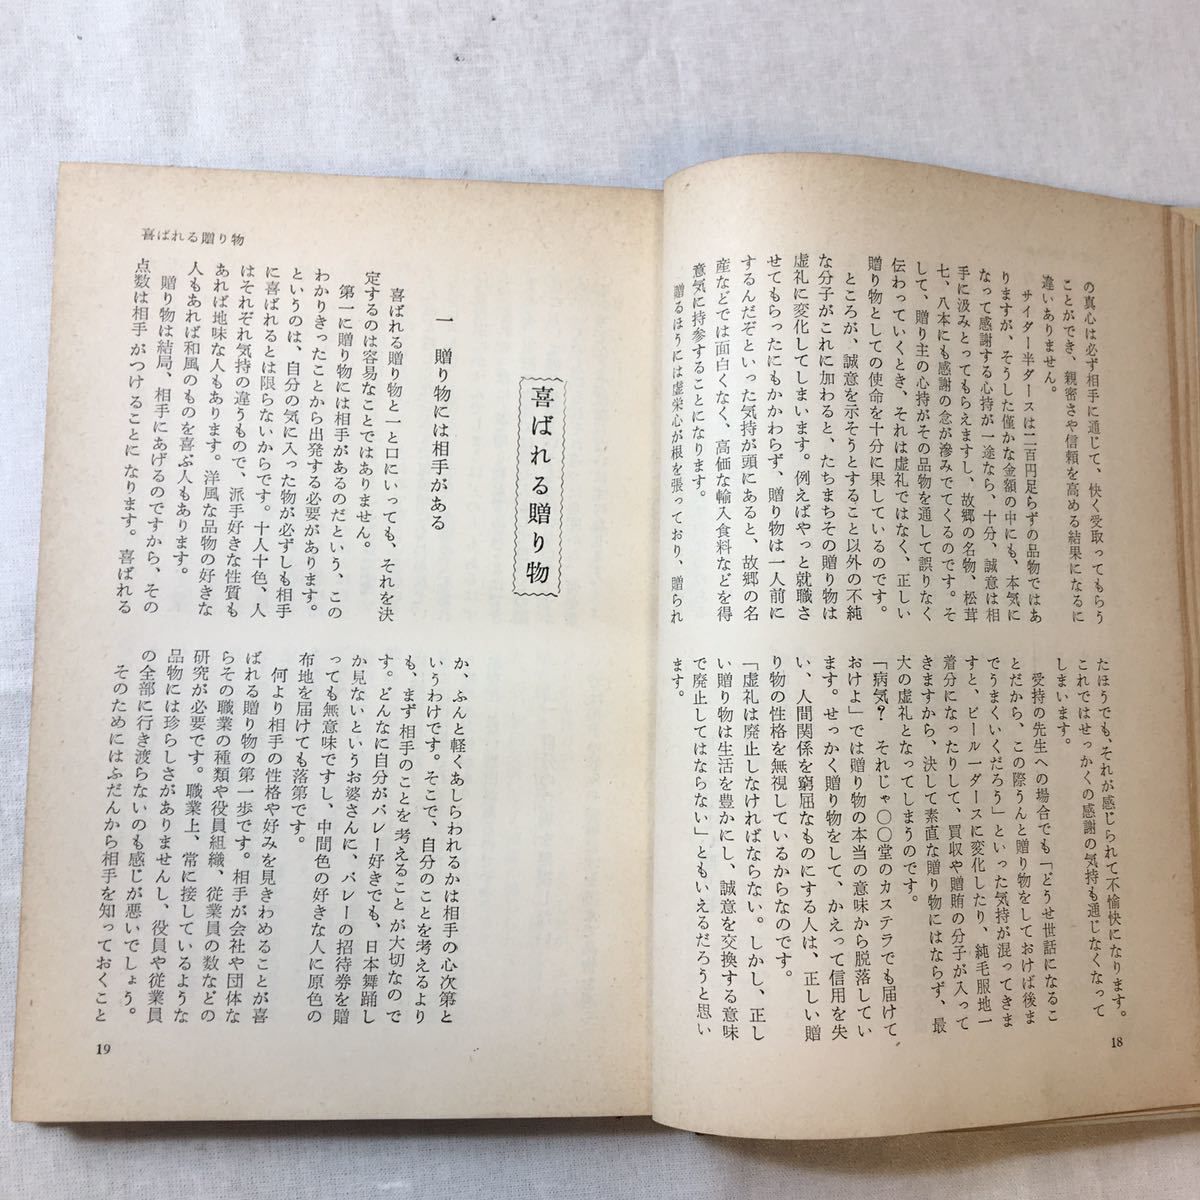 の真心は必ず相手に通じて、快く受取ってもらう
ことができ、親密さや信頼を高める結果になるに
違いありません。
サイダー半ダースは二百円足らずの品物ではあ
りますが、そうした僅かな金額の中にも、本気に
なって感謝する心持が一途なら、十分、誠意は相
手に汲みとってもらえますし、故郷の名物、松茸
七、八本にも感謝の念が滲みでてくるのです。そ
して、贈り主の心持がその品物を通して誤りなく
伝わっていくとき、それは虚礼ではなく、正しい
贈り物としての使命を十分に果しているのです。
ところが、誠意を示そうとすること以外の不純
な分子がこれに加わると、たちまちその贈り物は
虚礼に変化してしまいます。例えばやっと就職さ
せてもらったにもかかわらず、贈り物は一人前に
するんだぞといった気持が頭にあると、故郷の名
産などでは面白くなく、高価な輸入食料などを得
意気に持参することになります。
贈るほうには虚栄心が根を張っており、贈られ
たほうでも、それが感じられて不愉快になります。
これではせっかくの感謝の気持も通じなくなって
しまいます。
受持の先生への場合でも「どうせ世話になるこ
とだから、この際うんと贈り物をしておけば後ま
でうまくいくだろう」といった気持が混ってきま
すと、ビール一ダースに変化したり、純毛服地一
着分になったりして、買収や贈賄の分子が入って
きますから、決して素直な贈り物にはならず、最
大の虚礼となってしまうのです。
「病気? それじゃ〇〇堂のカステラでも届けて
おけよ」では贈り物の本当の意味から脱落してい
ます。せっかく贈り物をして、かえって信用を失
い、人間関係を窮屈なものにする人は、正しい贈
り物の性格を無視しているからなのです。
「虚礼は廃止しなければならない。しかし、正し
い贈り物は生活を豊かにし、誠意を交換する意味
で廃止してはならない」ともいえるだろうと思い
ます。
18
喜ばれる贈り物
喜ばれる贈り物
一 贈り物には相手がある
喜ばれる贈り物と一と口にいっても、それを決
定するのは容易なことではありません。
第一に贈り物には相手があるのだという、この
わかりきったことから出発する必要があります。
というのは、自分の気に入った物が必ずしも相手
に喜ばれるとは限らないからです。十人十色、人
はそれぞれ気持の違うもので、派手好きな性質も
あれば地味な人もあります。洋風な品物の好きな
人もあれば和風のものを喜ぶ人もあります。
贈り物は結局、相手にあげるのですから、その
点数は相手がつけることになります。喜ばれる
か、ふんと軽くあしらわれるかは相手の心次第と
いうわけです。そこで、自分のことを考えるより
も、まず相手のことを考えることが大切なので
す。どんなに自分がバレー好きでも、日本舞踊し
か見ないというお婆さんに、バレーの招待券を贈
っても無意味ですし、中間色の好きな人に原色の
布地を届けても落第です。
何より相手の性格や好みを見きわめることが喜
ばれる贈り物の第一歩です。相手が会社や団体な
らその職業の種類や役員組織、従業員の数などの
研究が必要です。職業上、常に接しているような
品物には珍らしさがありませんし、役員や従業員
の全部に行き渡らないのも感じが悪いでしょう。
そのためにはふだんから相手を知っておくこと
19